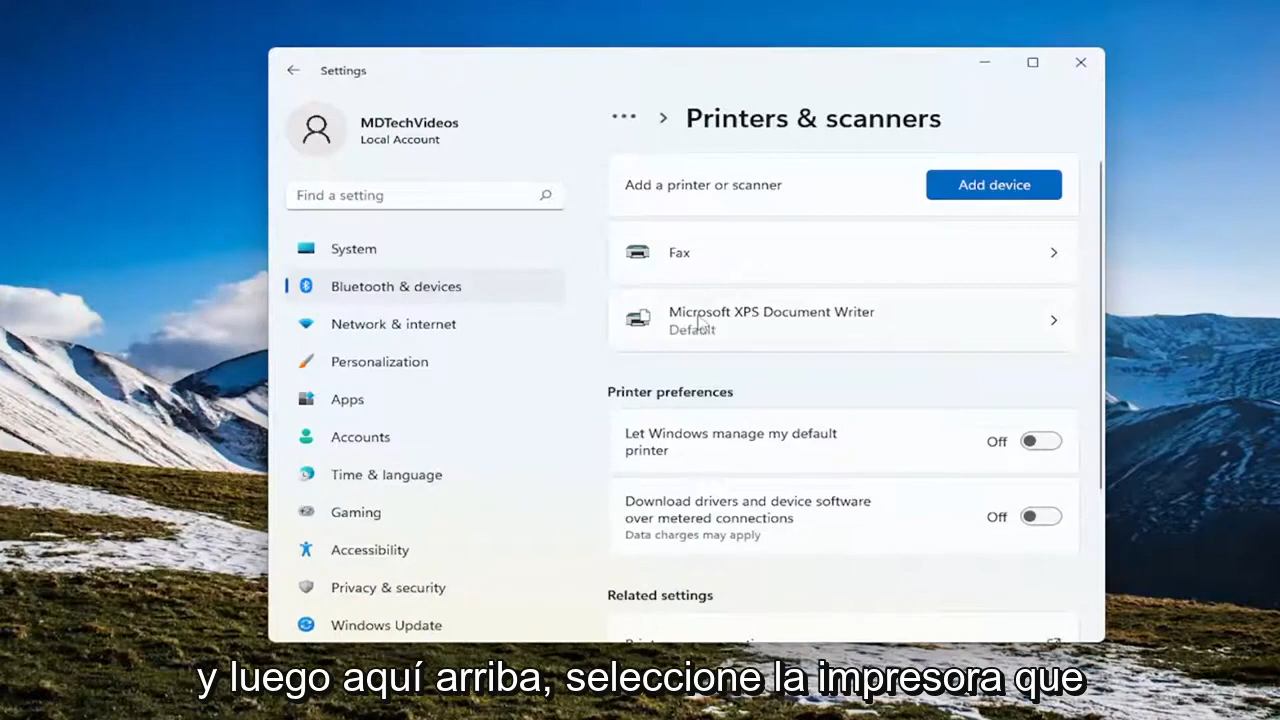 Settings
MDTechVideos
Local Account
Find a setting
System
Bluetooth & devices
Network & internet
Personalization
Apps
Accounts
Time & language
Gaming
Accessibility
Privacy & security
Windows Update
... > Printers & scanners
Add a printer or scanner
Add device
Fax
Microsoft XPS Document Writer
Default
Printer preferences
Let Windows manage my default
printer
Off
Download drivers and device software
over metered connections
Data charges may apply
Off
Related settings
y luego aquí arriba, seleccione la impresora que